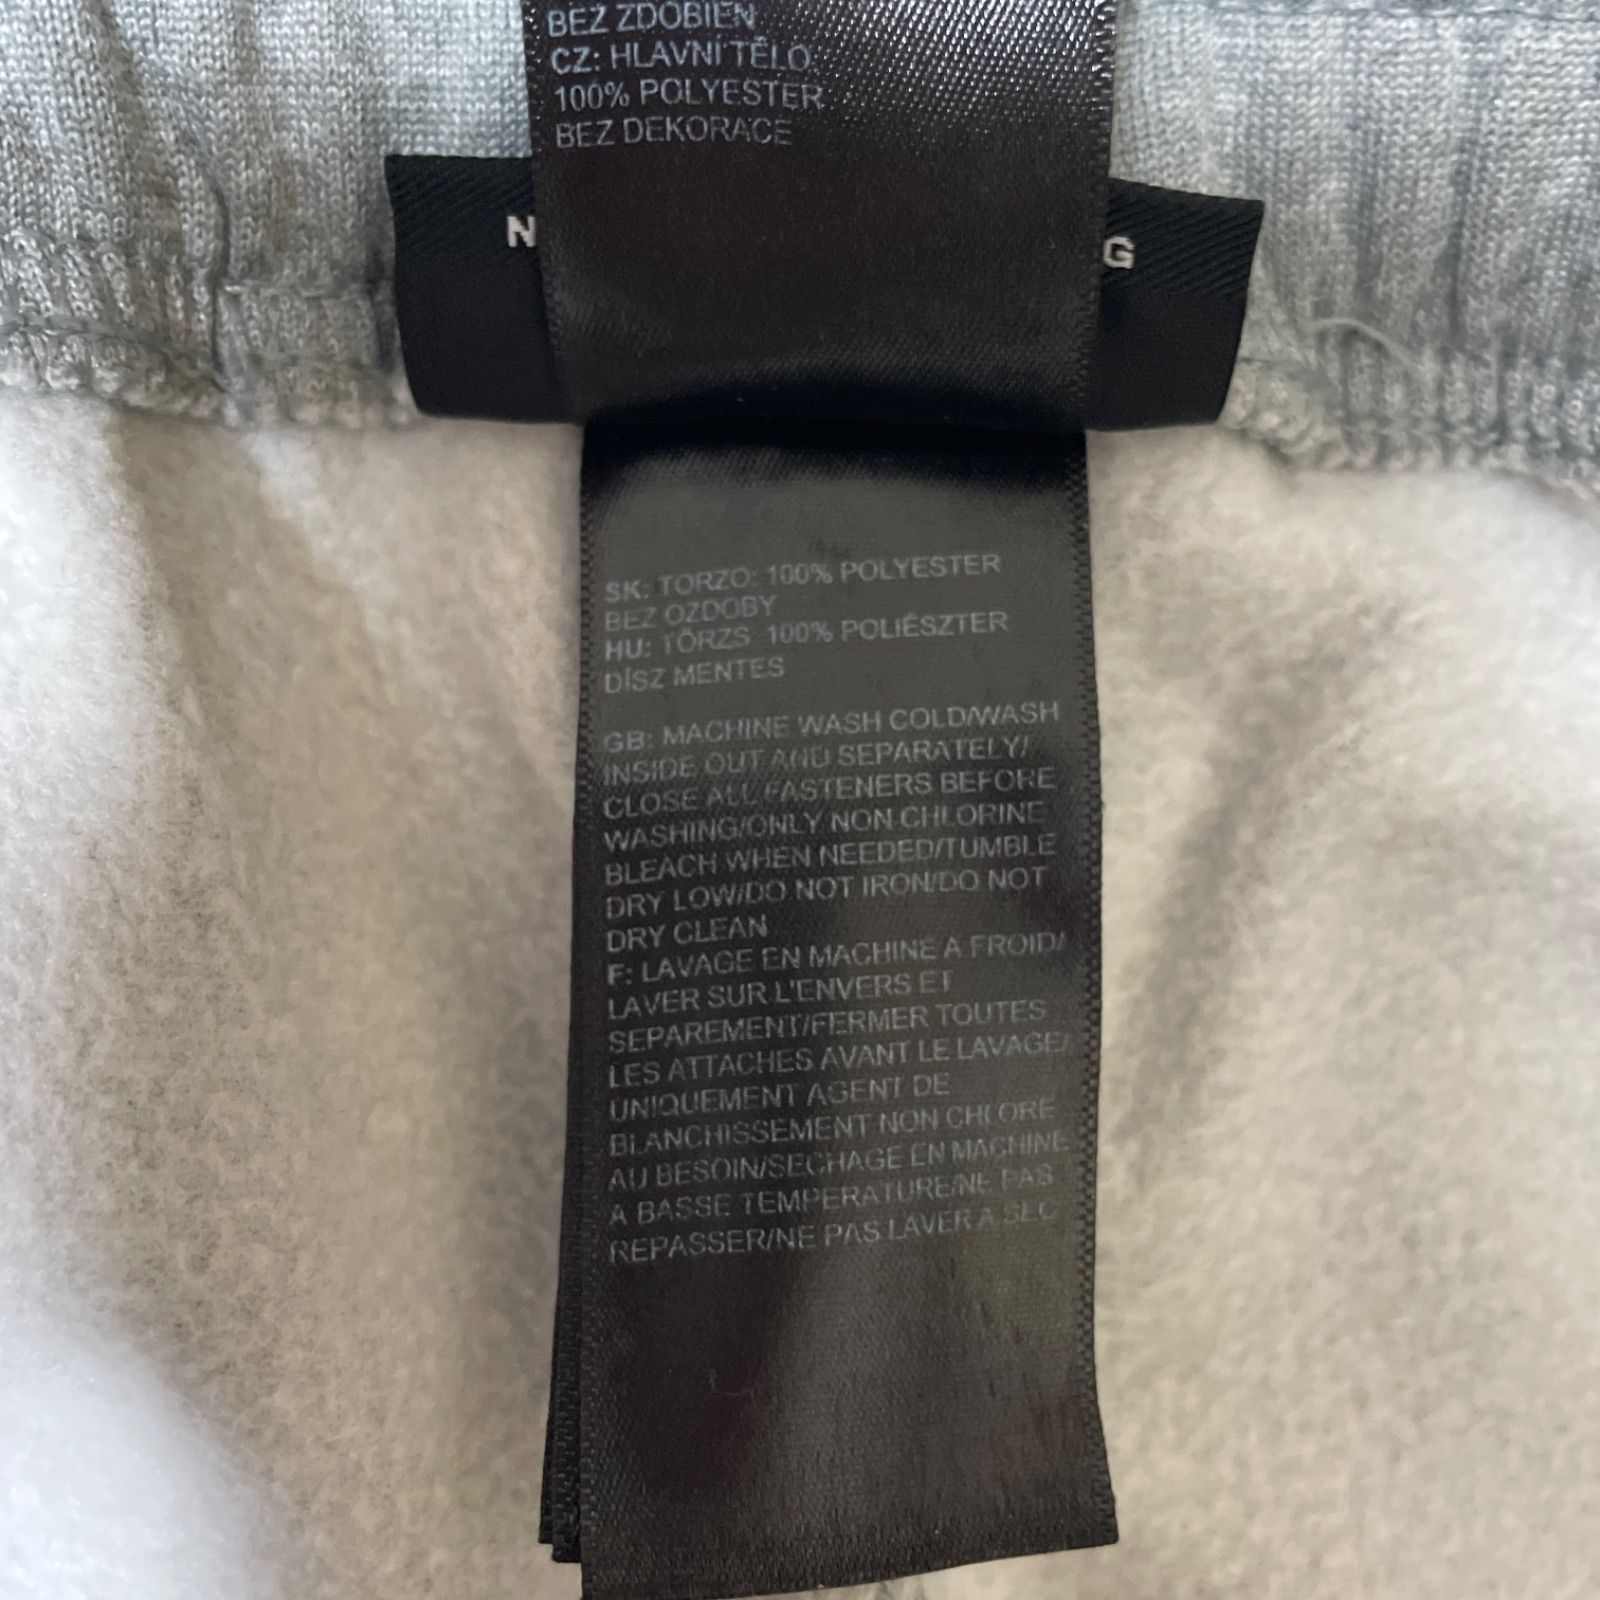 BEZ ZDOBIEŃ
CZ: HLAVNÍ TĚLO
100% POLYESTER
BEZ DEKORACE
N G
SK: TORZO: 100% POLYESTER
BEZ OZDOBY
HU: TÖRZS 100% POLIÉSZTER
DÍSZ MENTES
GB: MACHINE WASH COLD/WASH
INSIDE OUT AND SEPARATELY/
CLOSE ALL FASTENERS BEFORE
WASHING/ONLY NON CHLORINE
BLEACH WHEN NEEDED/TUMBLE
DRY LOW/DO NOT IRON/DO NOT
DRY CLEAN
F: LAVAGE EN MACHINE A FROID/
LAVER SUR L'ENVERS ET
SEPAREMENT/FERMER TOUTES
LES ATTACHES AVANT LE LAVAGE/
UNIQUEMENT AGENT DE
BLANCHISSEMENT NON CHLORE
AU BESOIN/SECHAGE EN MACHINE
A BASSE TEMPERATURE/NE PAS
REPASSER/NE PAS LAVER A SEC